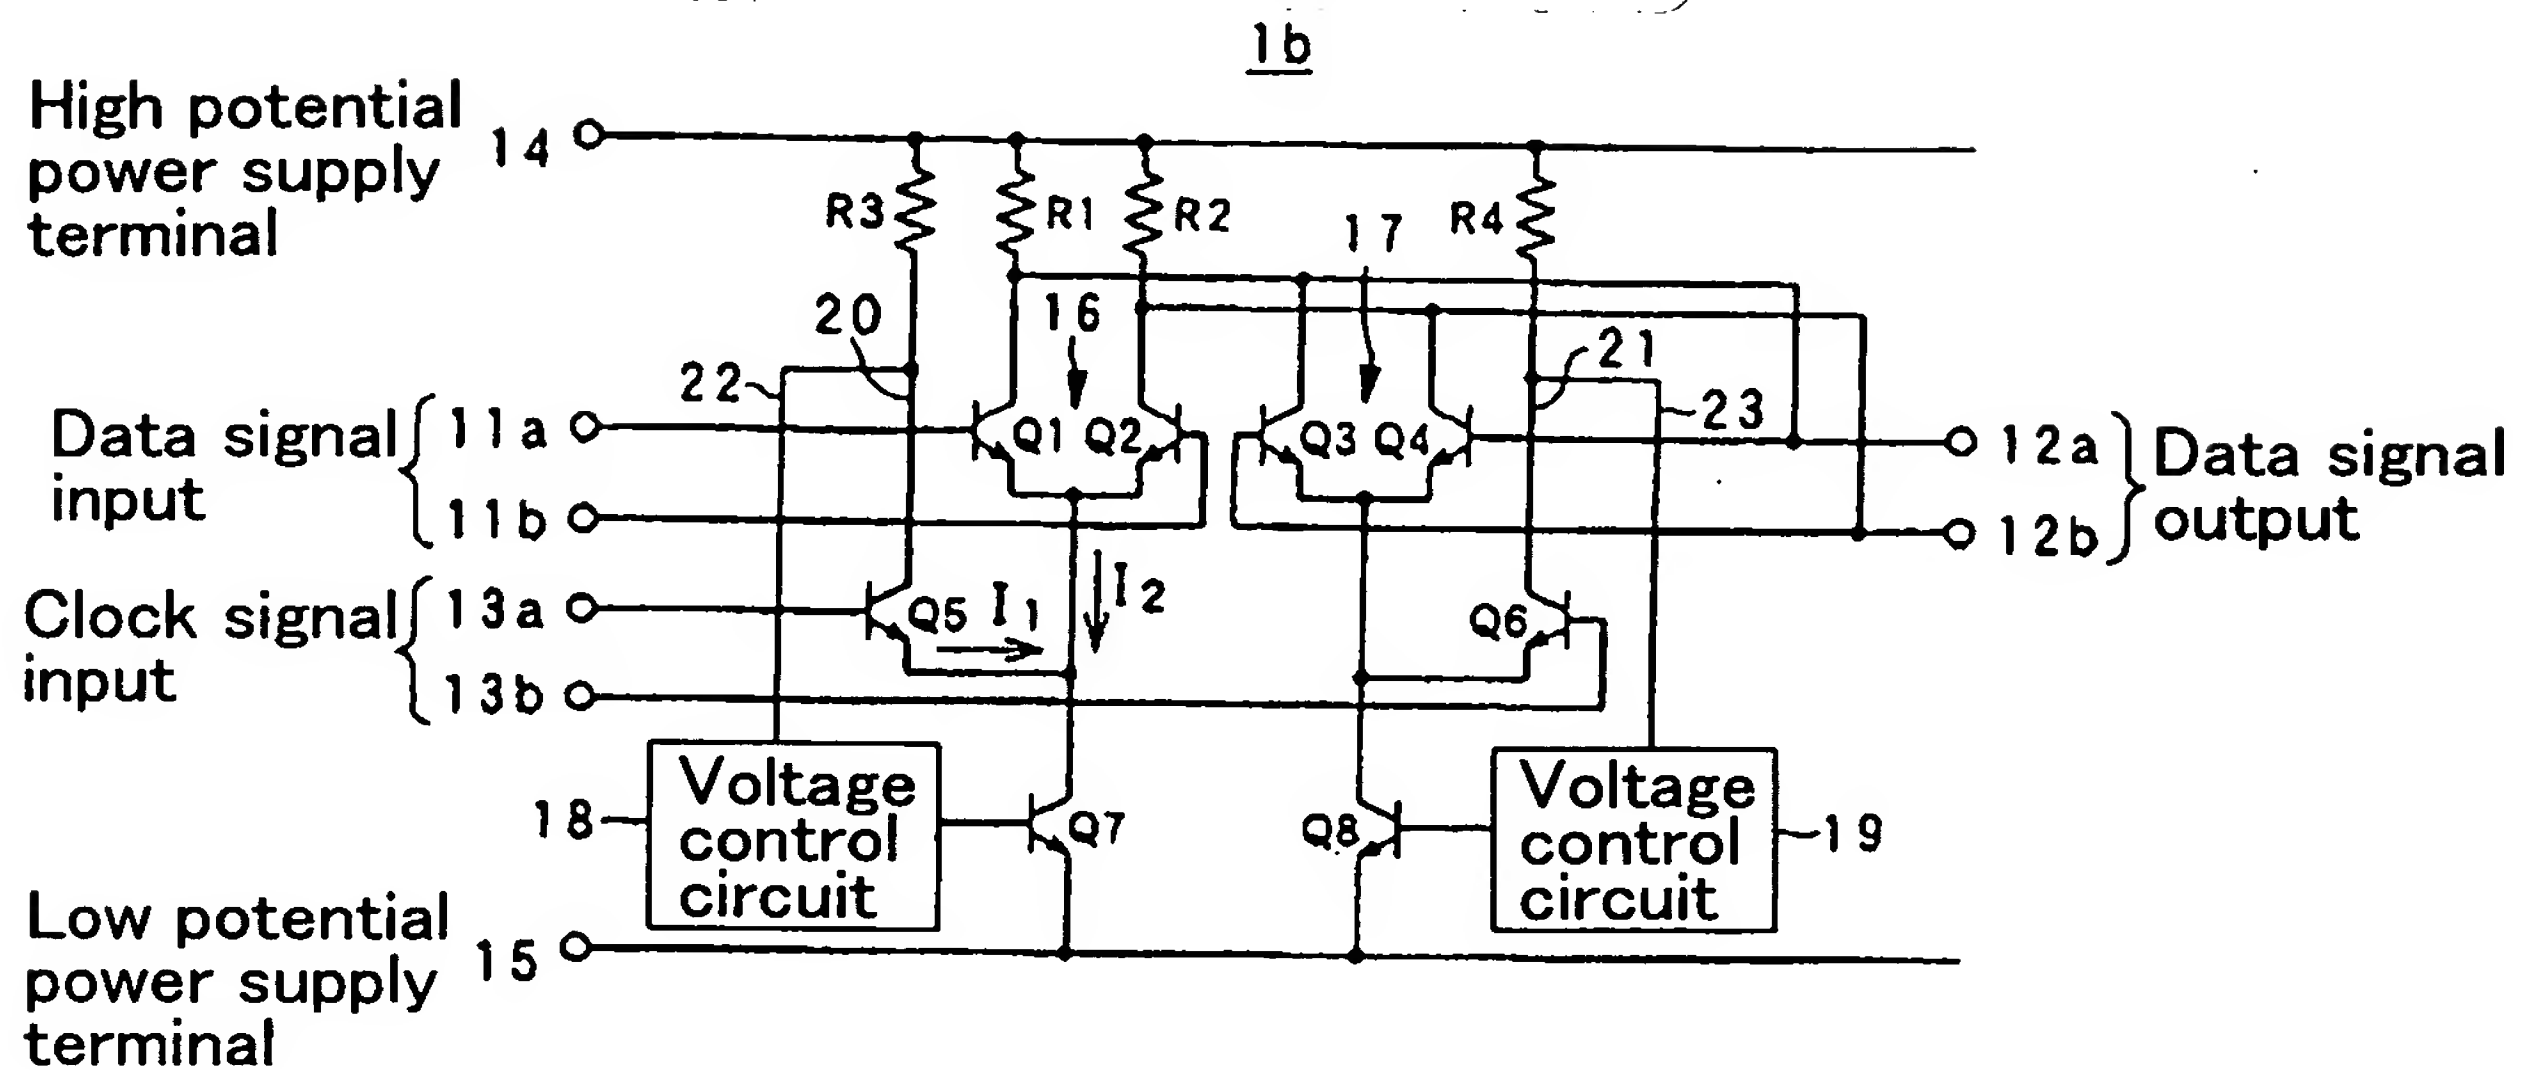 1b
High potential
power supply
terminal
14
R3
R1
R2
17
R4
20
16
21
22
23
Data signal
input
11a
11b
Q1
Q2
Q3
Q4
12a
12b
Data signal
output
Clock signal
input
13a
13b
Q5
I1
I2
Q6
18
Voltage
control
circuit
Q7
Q8
Voltage
control
circuit
19
Low potential
power supply
terminal
15